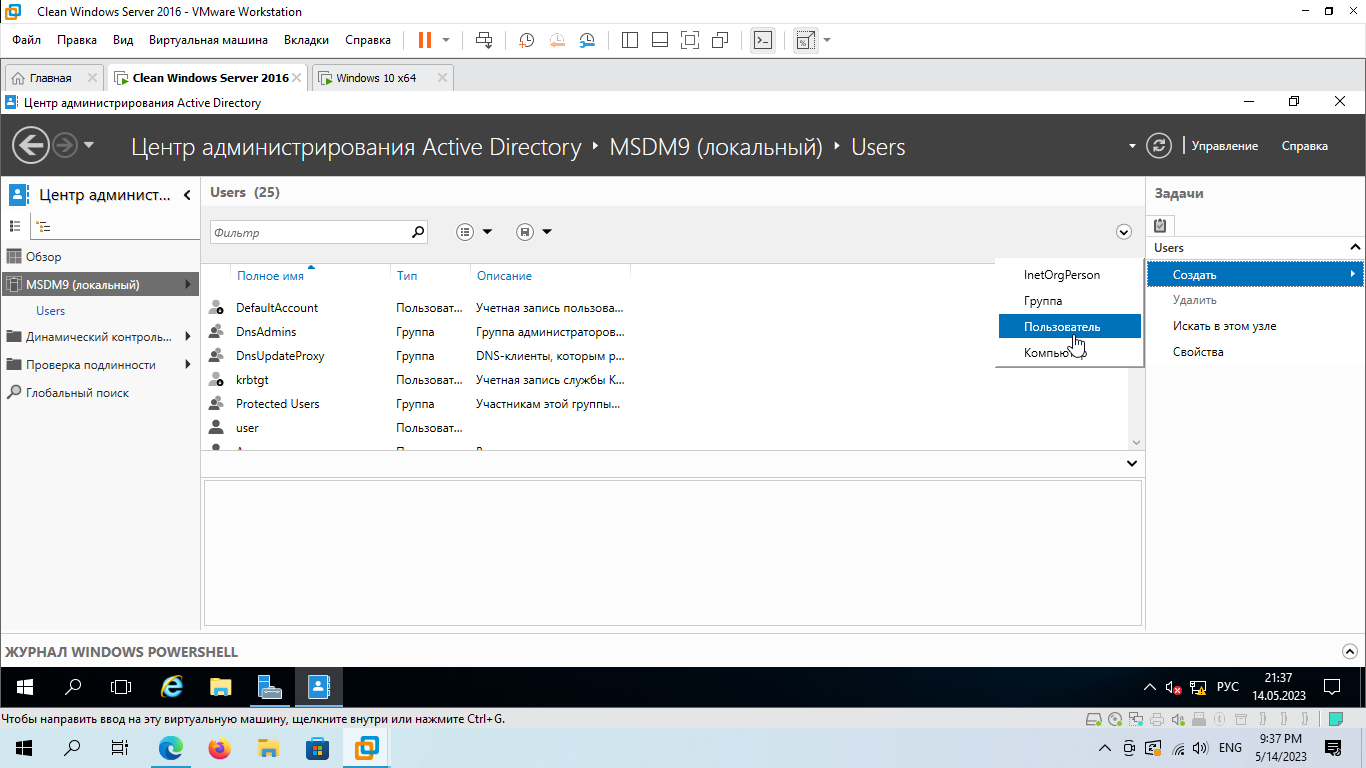 Clean Windows Server 2016 - VMware Workstation
Файл Правка Вид Виртуальная машина Вкладки Справка
Главная Clean Windows Server 2016 Windows 10 x64
Центр администрирования Active Directory
Центр администрирования Active Directory MSDM9 (локальный) Users Управление Справка
Центр админист... Users (25) Задачи
Фильтр
Users
Обзор
Полное имя Тип Описание InetOrgPerson Создать
MSDM9 (локальный)
DefaultAccount Пользоват... Учетная запись пользова... Группа Удалить
Users
DnsAdmins Группа Группа администраторов... Пользователь Искать в этом узле
Динамический контроль...
DnsUpdateProxy Группа DNS-клиенты, которым р... Компьютер Свойства
Проверка подлинности
krbtgt Пользоват... Учетная запись службы K...
Глобальный поиск
Protected Users Группа Участникам этой группы...
user Пользоват...
ЖУРНАЛ WINDOWS POWERSHELL
РУС 21:37
14.05.2023
Чтобы направить ввод на эту виртуальную машину, щелкните внутри или нажмите Ctrl+G.
ENG 9:37 PM
5/14/2023